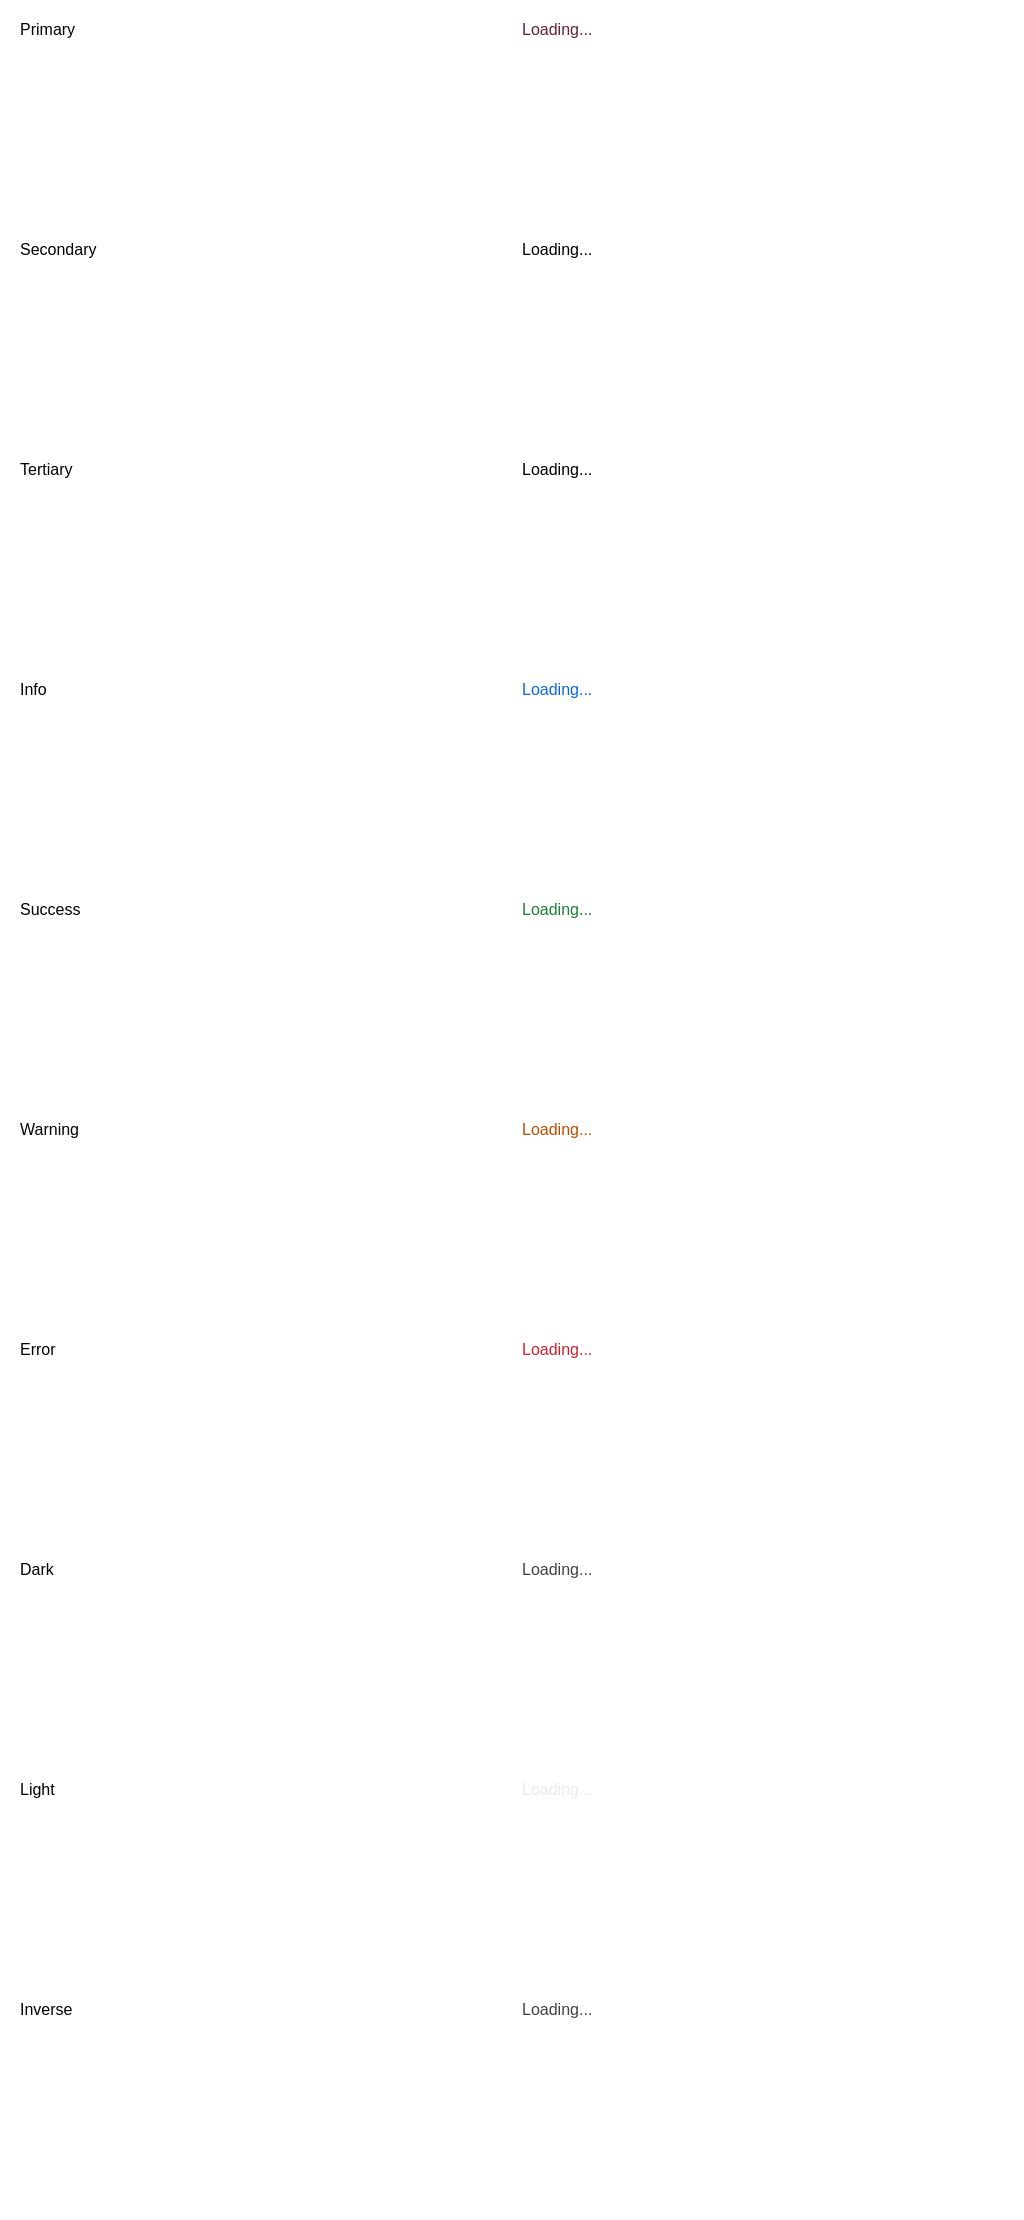 Primary Loading...
Secondary Loading...
Tertiary Loading...
Info Loading...
Success Loading...
Warning Loading...
Error Loading...
Dark Loading...
Light Loading...
Inverse Loading...